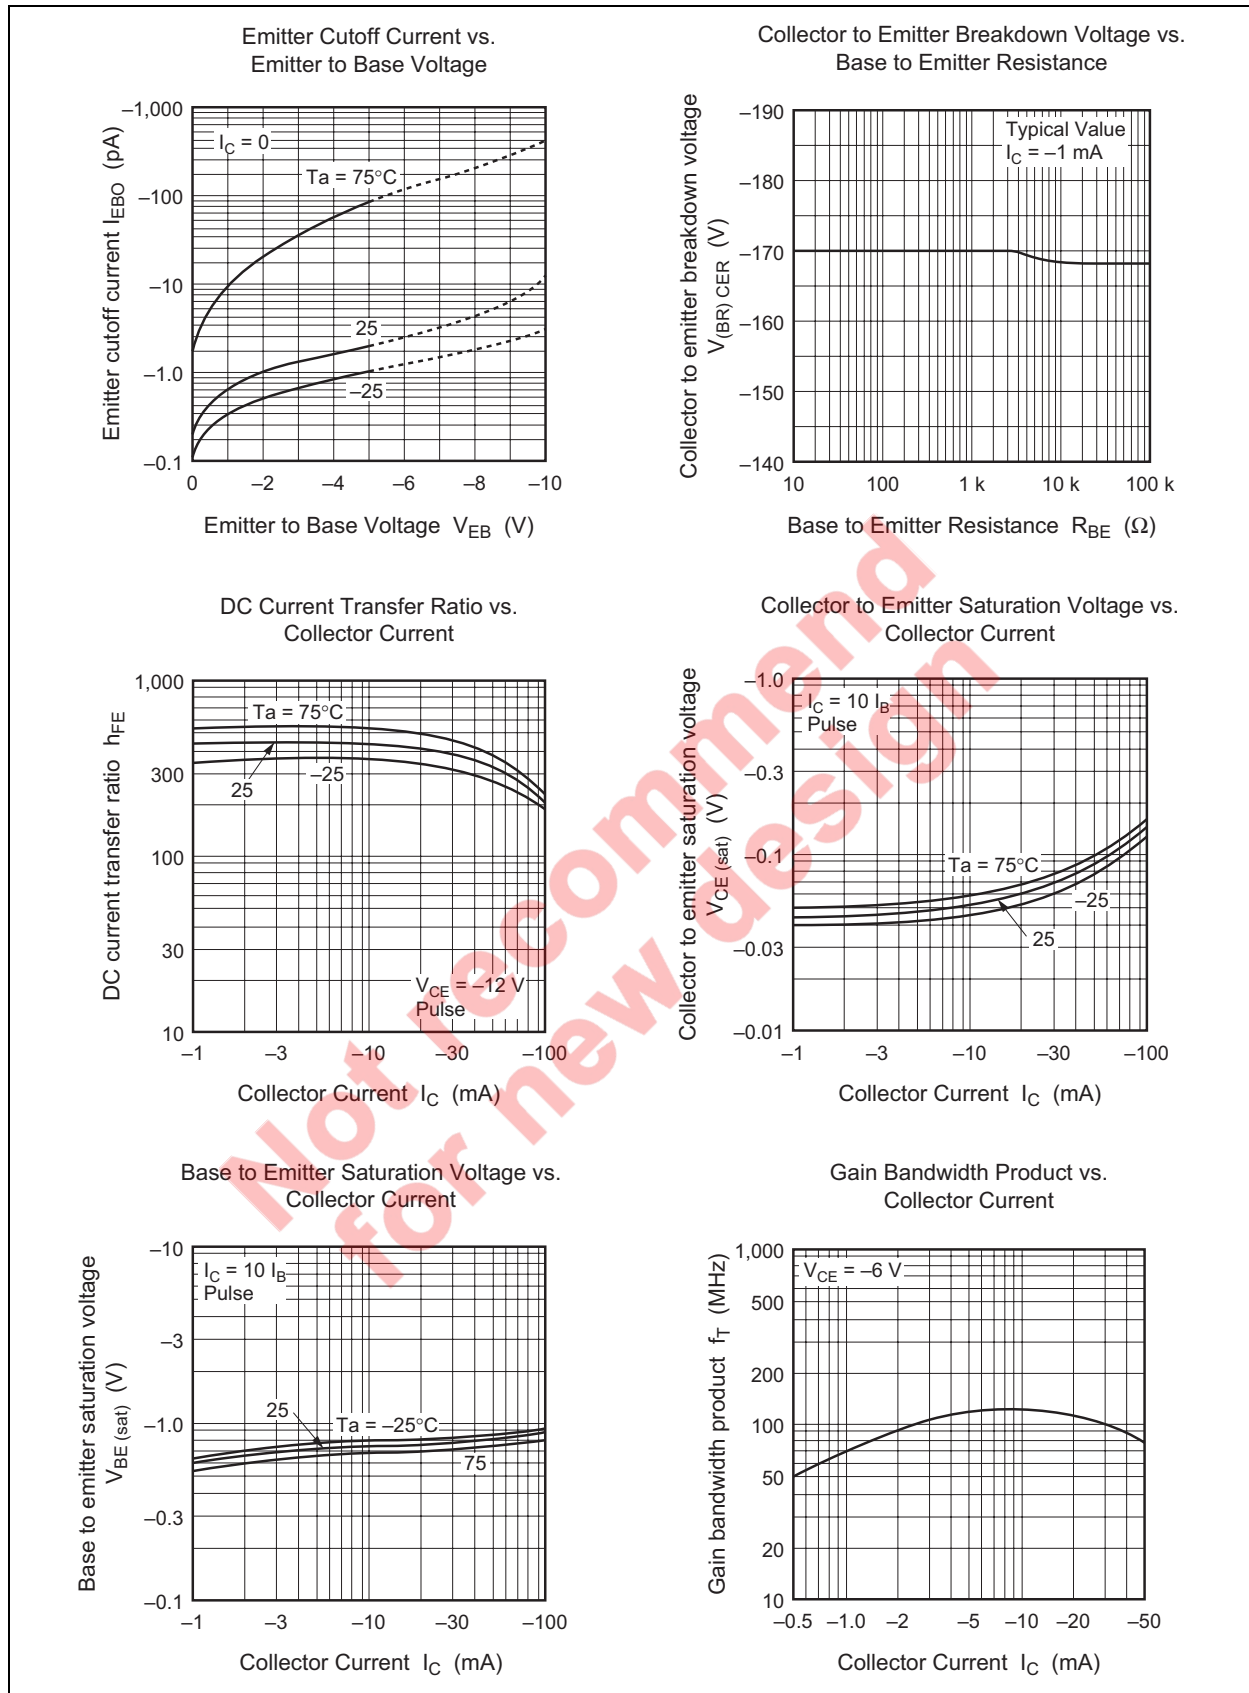 Emitter Cutoff Current vs.
Emitter to Base Voltage
Emitter cutoff current IEBO (pA)
–1,000
–100
–10
–1.0
–0.1
IC = 0
Ta = 75°C
25
–25
0 –2 –4 –6 –8 –10
Emitter to Base Voltage VEB (V)
Collector to Emitter Breakdown Voltage vs.
Base to Emitter Resistance
Collector to emitter breakdown voltage
V(BR) CER (V)
–190
–180
–170
–160
–150
–140
Typical Value
IC = –1 mA
10 100 1 k 10 k 100 k
Base to Emitter Resistance RBE (Ω)
DC Current Transfer Ratio vs.
Collector Current
DC current transfer ratio hFE
1,000
300
100
30
10
Ta = 75°C
25
–25
VCE = –12 V
Pulse
–1 –3 –10 –30 –100
Collector Current IC (mA)
Collector to Emitter Saturation Voltage vs.
Collector Current
Collector to emitter saturation voltage
VCE (sat) (V)
–1.0
–0.3
–0.1
–0.03
–0.01
IC = 10 IB
Pulse
Ta = 75°C
–25
25
–1 –3 –10 –30 –100
Collector Current IC (mA)
Base to Emitter Saturation Voltage vs.
Collector Current
Base to emitter saturation voltage
VBE (sat) (V)
–10
–3
–1.0
–0.3
–0.1
IC = 10 IB
Pulse
25
Ta = –25°C
75
–1 –3 –10 –30 –100
Collector Current IC (mA)
Gain Bandwidth Product vs.
Collector Current
Gain bandwidth product fT (MHz)
1,000
500
200
100
50
20
10
VCE = –6 V
–0.5 –1.0 –2 –5 –10 –20 –50
Collector Current IC (mA)
Not recommend
for new design